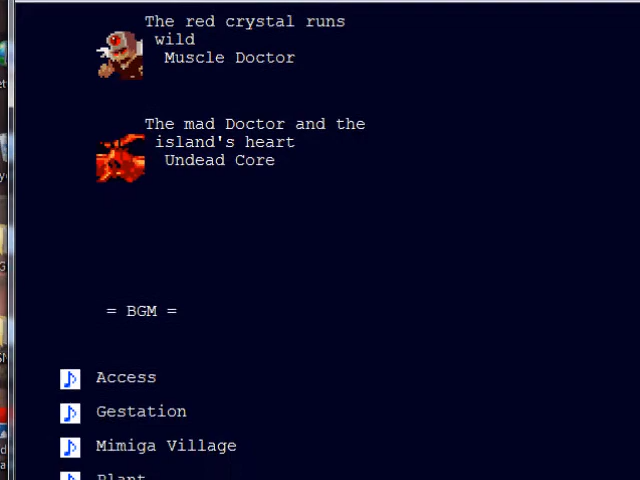 The red crystal runs
wild
Muscle Doctor
The mad Doctor and the
island's heart
Undead Core
= BGM =
Access
Gestation
Mimiga Village
Plant